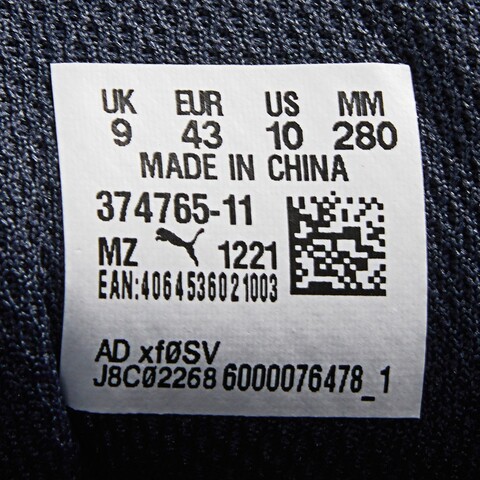 UK EUR US MM
9 43 10 280
MADE IN CHINA
374765-11
MZ 1221
EAN:4064536021003
AD xfØSV
J8CØ2268 6000076478_1